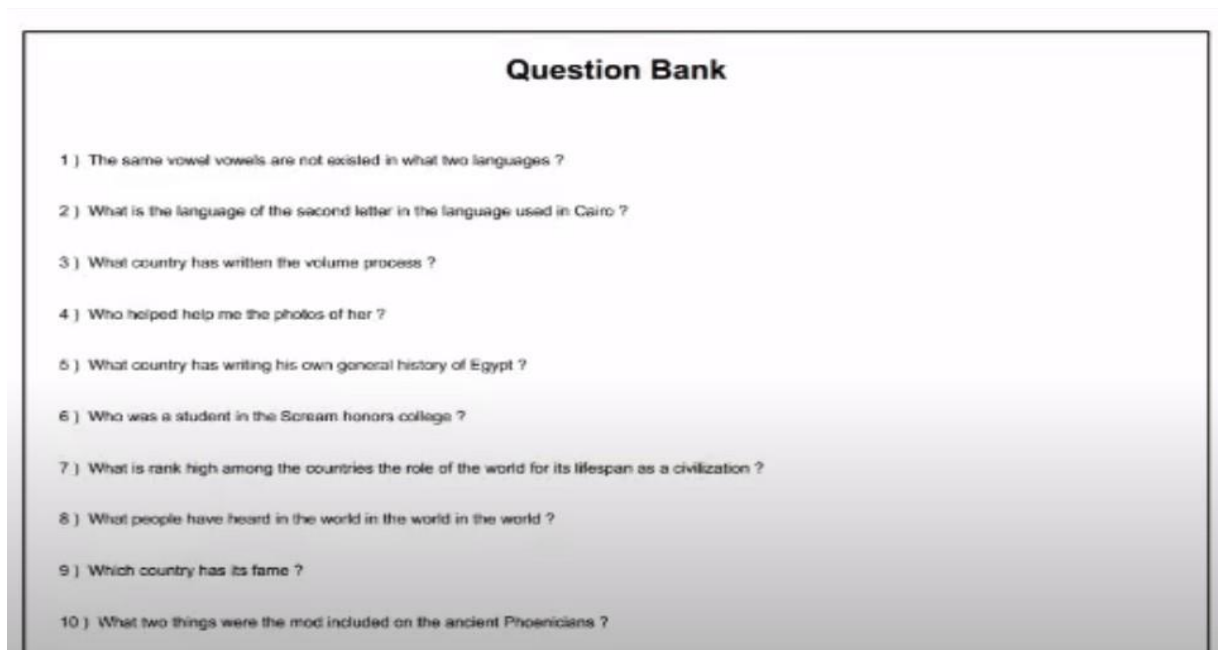 Question Bank
1 ) The same vowel vowels are not existed in what two languages ?
2 ) What is the language of the second letter in the language used in Cairo ?
3 ) What country has written the volume process ?
4 ) Who helped help me the photos of her ?
5 ) What country has writing his own general history of Egypt ?
6 ) Who was a student in the Scream honors college ?
7 ) What is rank high among the countries the role of the world for its lifespan as a civilization ?
8 ) What people have heard in the world in the world in the world ?
9 ) Which country has its fame ?
10 ) What two things were the mod included on the ancient Phoenicians ?